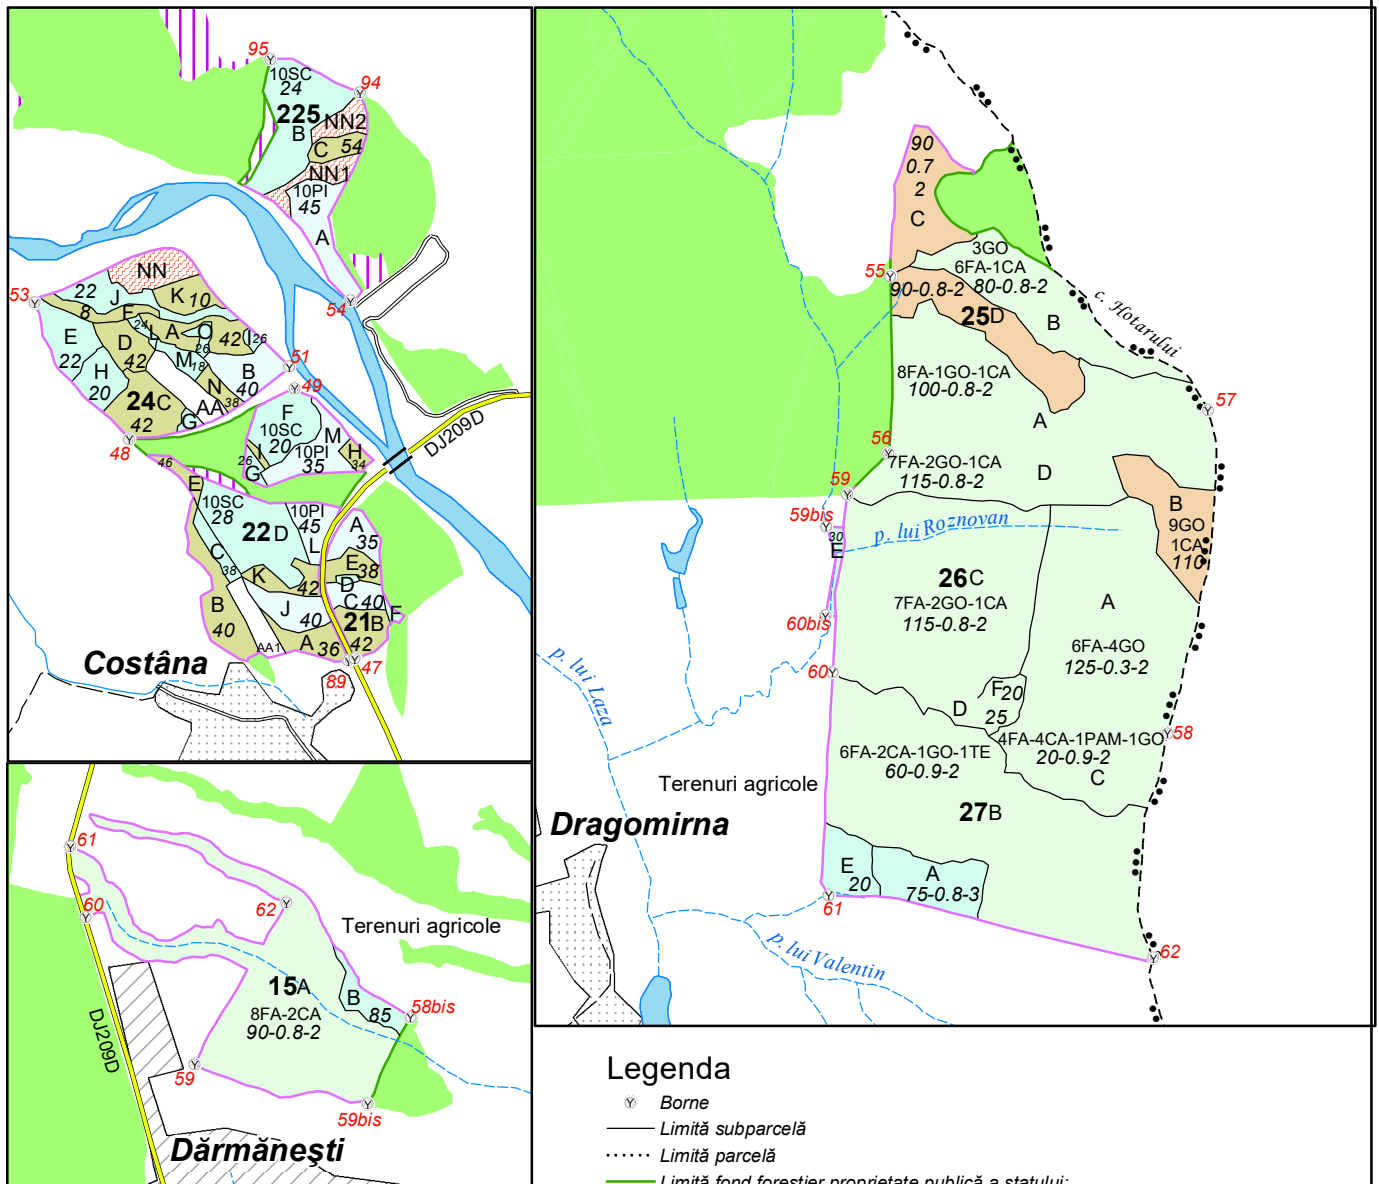 95
10SC
24
94
225
B
NN2
C 54
NN1
10PI
45
A
53
NN
22
J
K 10
8
F
24
L
A
O
42
I
26
26
E
D
22
42
M
18
51
H
20
B
40
N
49
24C
42
AA
38
G
48
F
10SC
20
M
10PI
35
H
34
I
26
G
DJ209D
46
E
10SC
28
22D
10PI
45
L
A
35
C
38
K
42
E
38
D
C
40
B
40
J
40
21B
42
F
AA1
A 36
47
89
Costâna
61
60
62
Terenuri agricole
15A
8FA-2CA
90-0.8-2
B
85
58bis
DJ209D
59
59bis
Dărmăneşti
90
0.7
2
C
3GO
6FA-1CA
80-0.8-2
55
90-0.8-2
25D
B
c. Hotarului
8FA-1GO-1CA
100-0.8-2
A
57
56
7FA-2GO-1CA
115-0.8-2
D
59
B
9GO
1CA
110
59bis
30
E
p. lui Roznovan
26C
7FA-2GO-1CA
115-0.8-2
A
60bis
6FA-4GO
125-0.3-2
p. lui Laza
60
F
20
25
D
58
6FA-2CA-1GO-1TE
60-0.9-2
4FA-4CA-1PAM-1GO
20-0.9-2
C
Terenuri agricole
27B
Dragomirna
E
20
A
75-0.8-3
61
p. lui Valentin
62
Legenda
Borne
Limită subparcelă
Limită parcelă
Limită fond forestier proprietate publică a statului;